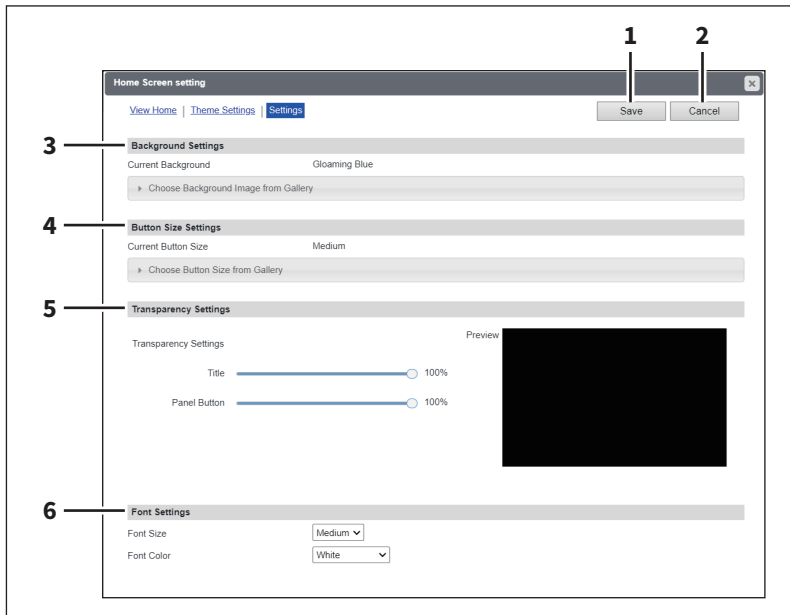 1 2
Home Screen setting
View Home | Theme Settings | Settings Save Cancel
3 Background Settings
Current Background Gloaming Blue
Choose Background Image from Gallery
4 Button Size Settings
Current Button Size Medium
Choose Button Size from Gallery
5 Transparency Settings
Preview
Transparency Settings
Title 100%
Panel Button 100%
6 Font Settings
Font Size Medium
Font Color White